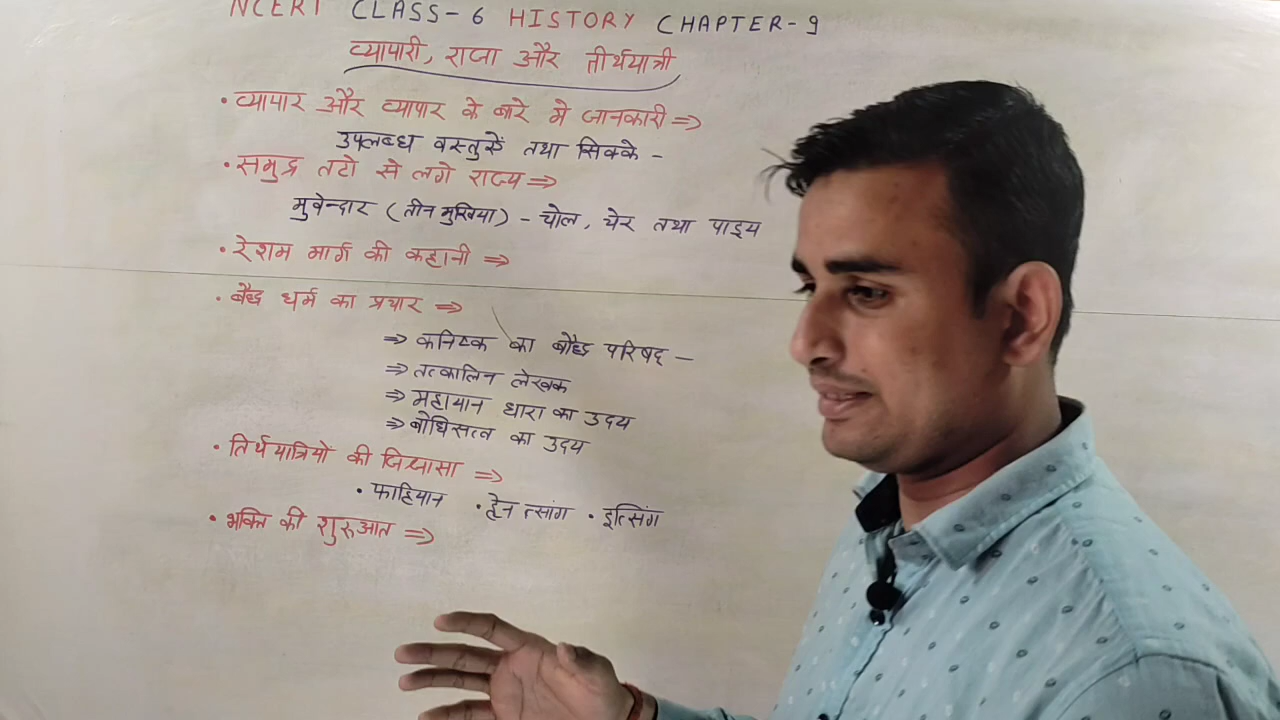 NCERT CLASS-6 HISTORY CHAPTER-9
व्यापारी, राजा और तीर्थयात्री
• व्यापार और व्यापार के बारे मे जानकारी ⇒
उपलब्ध वस्तुएँ तथा सिक्के -
• समुद्र तटो से लगे राज्य ⇒
मुवेन्दार (तीन मुखिया) - चोल, चेर तथा पाड्य
• रेशम मार्ग की कहानी ⇒
• बौद्ध धर्म का प्रचार ⇒
⇒ कनिष्क का बौद्ध परिषद -
⇒ तत्कालिन लेखक
⇒ महायान धारा का उदय
⇒ बोधिसत्व का उदय
• तिर्थयात्रियो की जिज्ञासा ⇒
• फाहियान • ह्वेन त्सांग • इत्सिंग
• भक्ति की शुरुआत ⇒